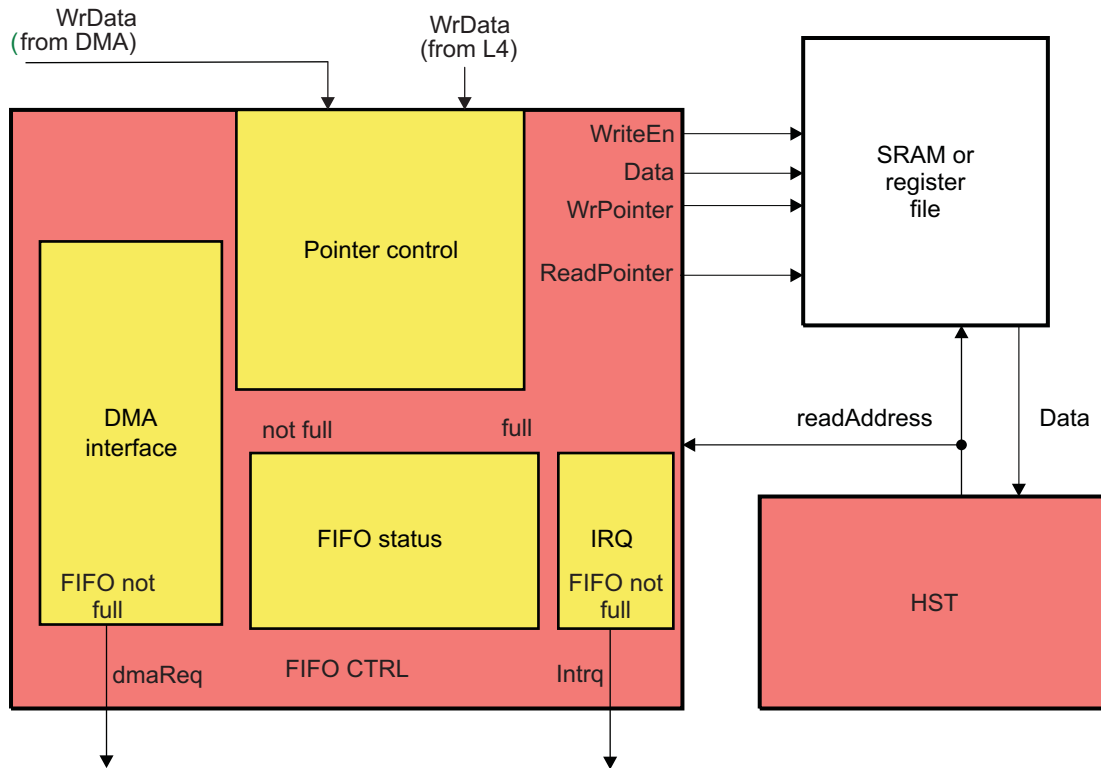 WrData
(from DMA)
WrData
(from L4)
WriteEn
Data
WrPointer
ReadPointer
SRAM or
register
file
Pointer control
DMA
interface
not full
full
readAddress
Data
FIFO status
IRQ
FIFO not
full
FIFO not
full
HST
dmaReq
FIFO CTRL
Intrq